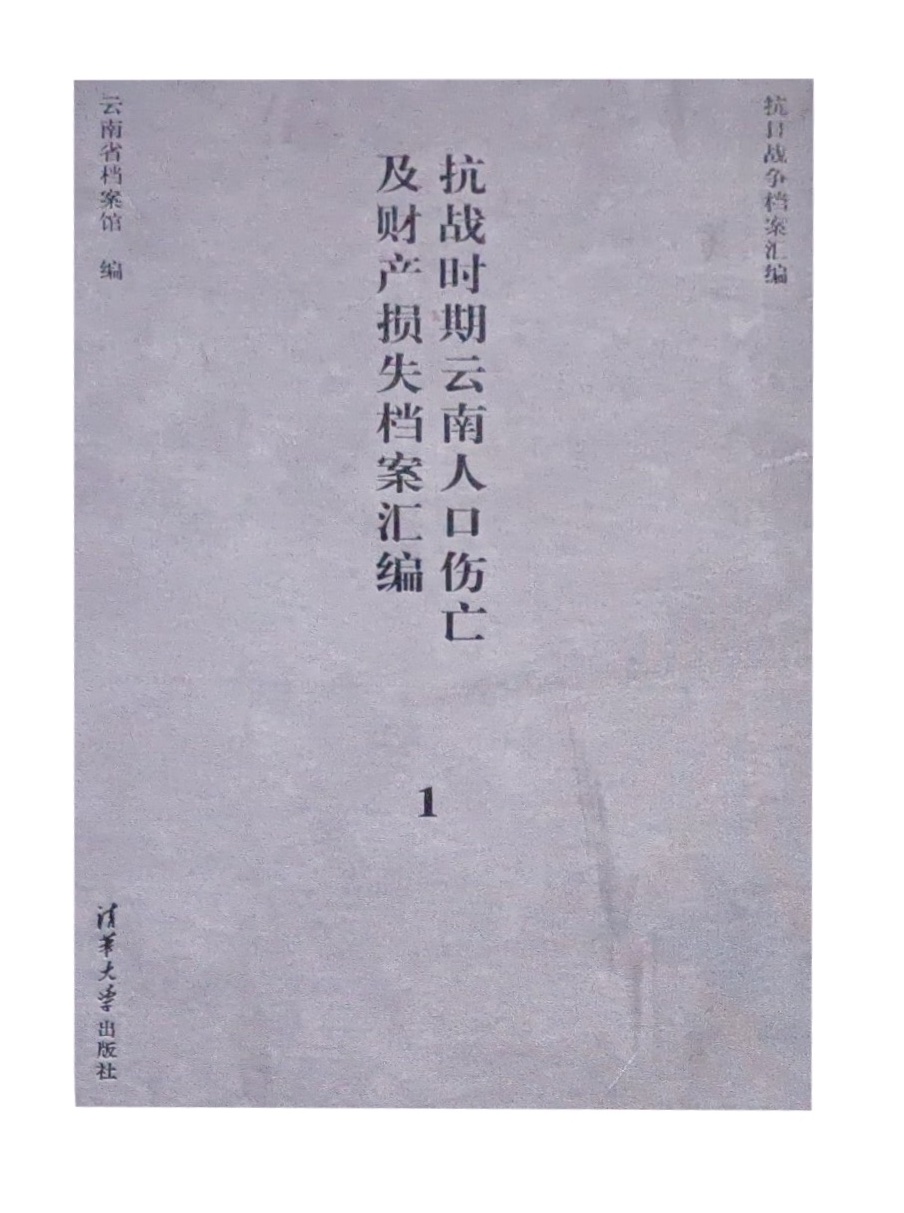 抗日战争档案汇编
抗战时期云南人口伤亡
及财产损失档案汇编
1
云南省档案馆 编
清华大学出版社